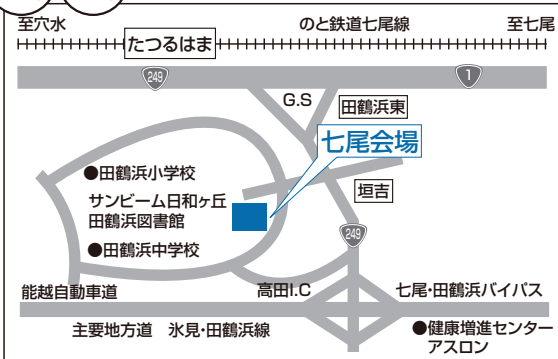 至穴水
のと鉄道七尾線
至七尾
たつるはま
249
1
G.S
田鶴浜東
七尾会場
●田鶴浜小学校
サンビーム日和ヶ丘
田鶴浜図書館
垣吉
●田鶴浜中学校
249
能越自動車道
高田I.C
七尾・田鶴浜バイパス
主要地方道 氷見・田鶴浜線
●健康増進センター
アスロン